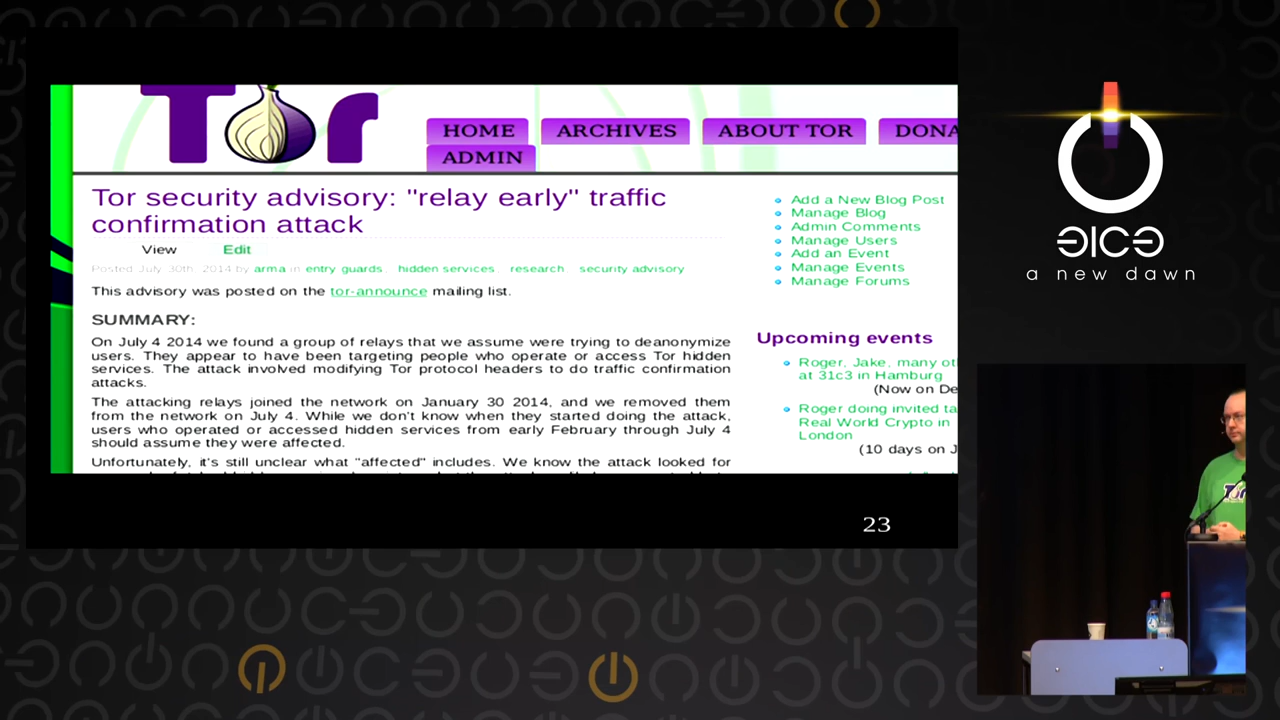 Tor
HOME
ARCHIVES
ABOUT TOR
DONA
ADMIN
Tor security advisory: "relay early" traffic
confirmation attack
View
Edit
Posted July 30th, 2014 by arma in entry guards hidden services research security advisory
This advisory was posted on the tor-announce mailing list.
SUMMARY:
On July 4 2014 we found a group of relays that we assume were trying to deanonymize
users. They appear to have been targeting people who operate or access Tor hidden
services. The attack involved modifying Tor protocol headers to do traffic confirmation
attacks.
The attacking relays joined the network on January 30 2014, and we removed them
from the network on July 4. While we don't know when they started doing the attack,
users who operated or accessed hidden services from early February through July 4
should assume they were affected.
Unfortunately, it's still unclear what "affected" includes. We know the attack looked for
Add a New Blog Post
Manage Blog
Admin Comments
Manage Users
Add an Event
Manage Events
Manage Forums
Upcoming events
Roger, Jake, many ot
at 31c3 in Hamburg
(Now on De
Roger doing invited ta
Real World Crypto in
London
(10 days on J
23
a new dawn
Tor